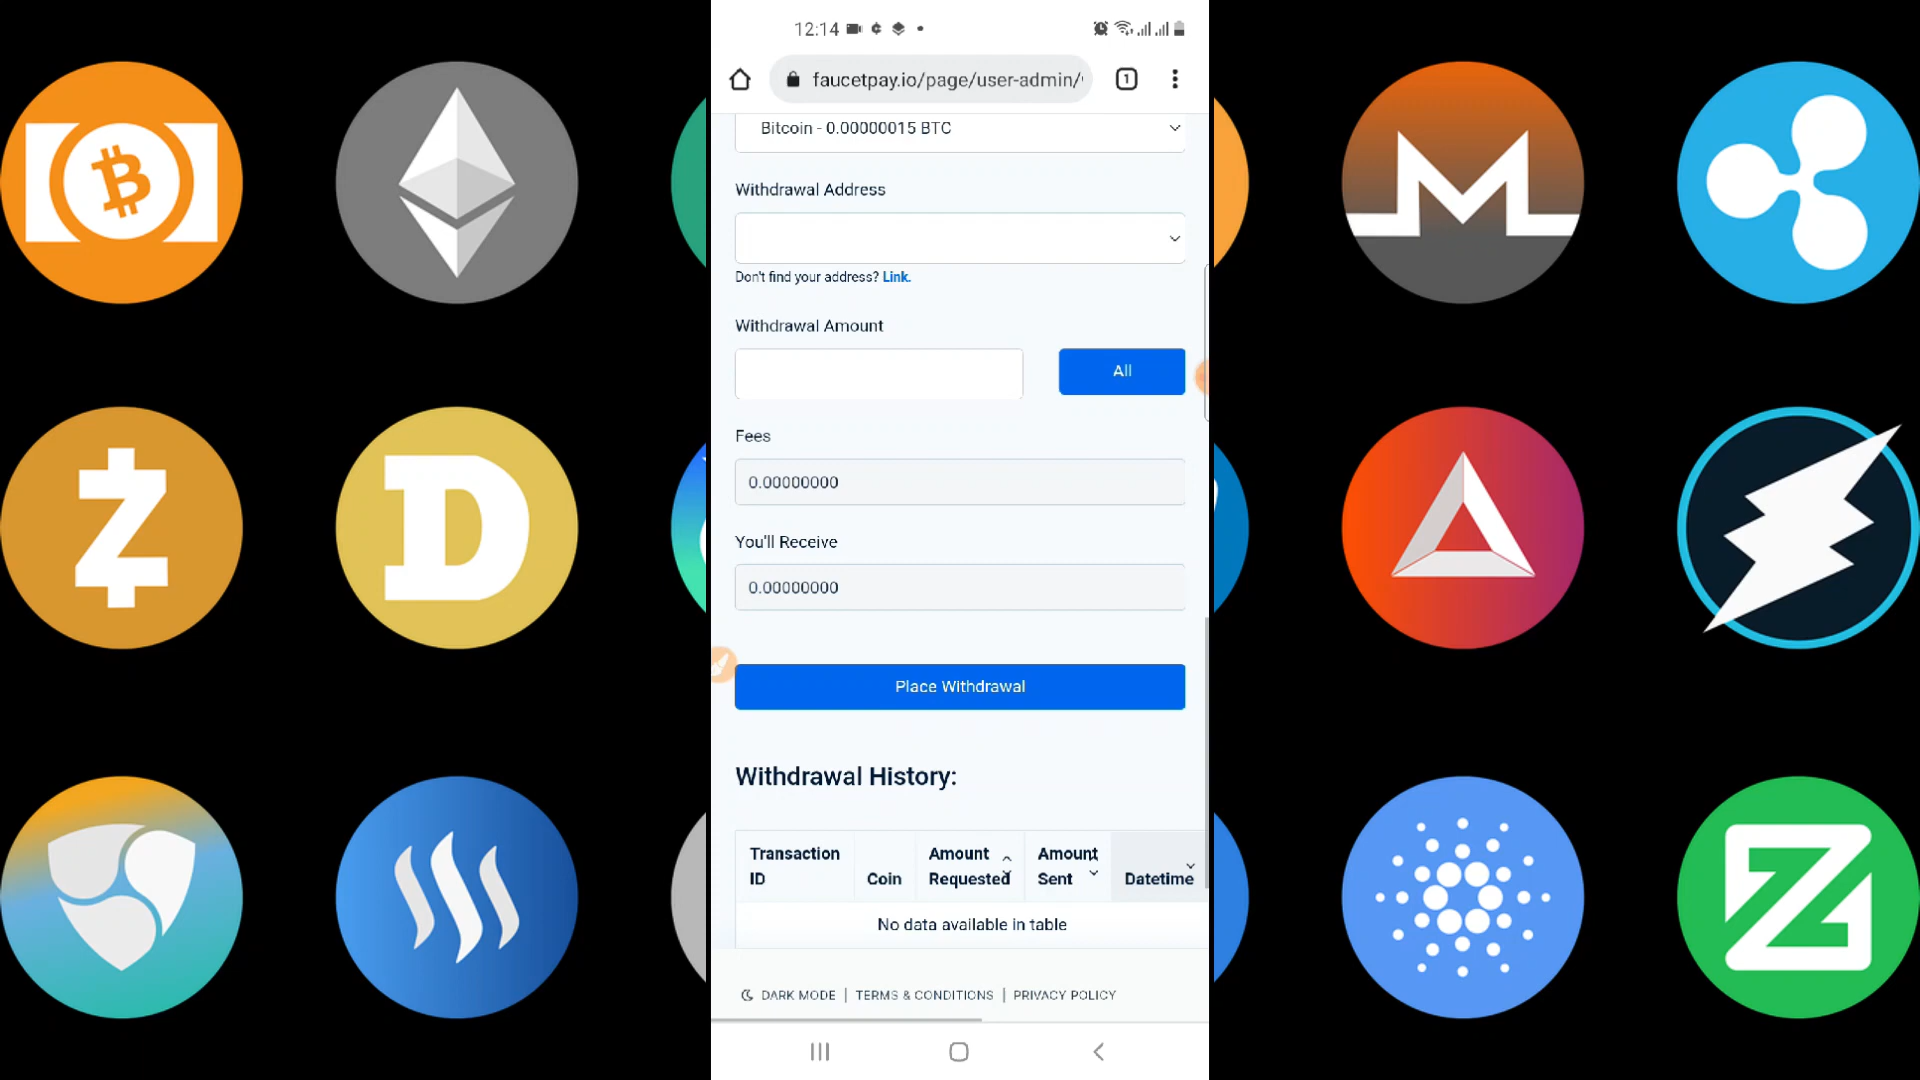 12:14
faucetpay.io/page/user-admin/
1
Bitcoin - 0.00000015 BTC
Withdrawal Address
Don't find your address? Link.
Withdrawal Amount
All
Fees
0.00000000
You'll Receive
0.00000000
Place Withdrawal
Withdrawal History:
Transaction ID
Coin
Amount Requested
Amount Sent
Datetime
No data available in table
DARK MODE | TERMS & CONDITIONS | PRIVACY POLICY